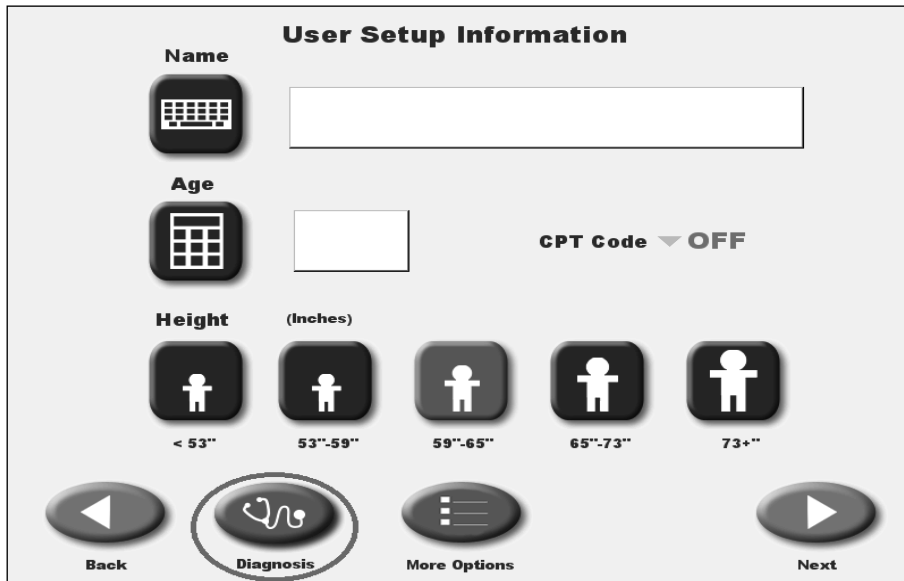 User Setup Information
Name
Age
CPT Code OFF
Height (Inches)
< 53" 53"-59" 59"-65" 65"-73" 73+"
Back Diagnosis More Options Next